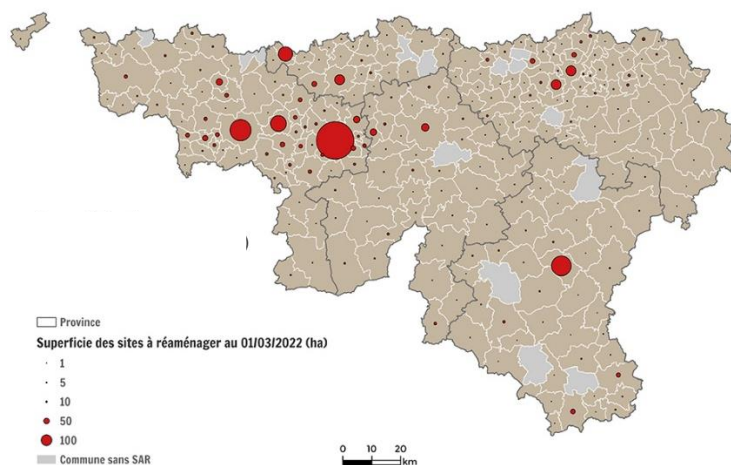 )
Province
Superficie des sites à réaménager au 01/03/2022 (ha)
1
5
10
50
100
Commune sans SAR
0 10 20
km